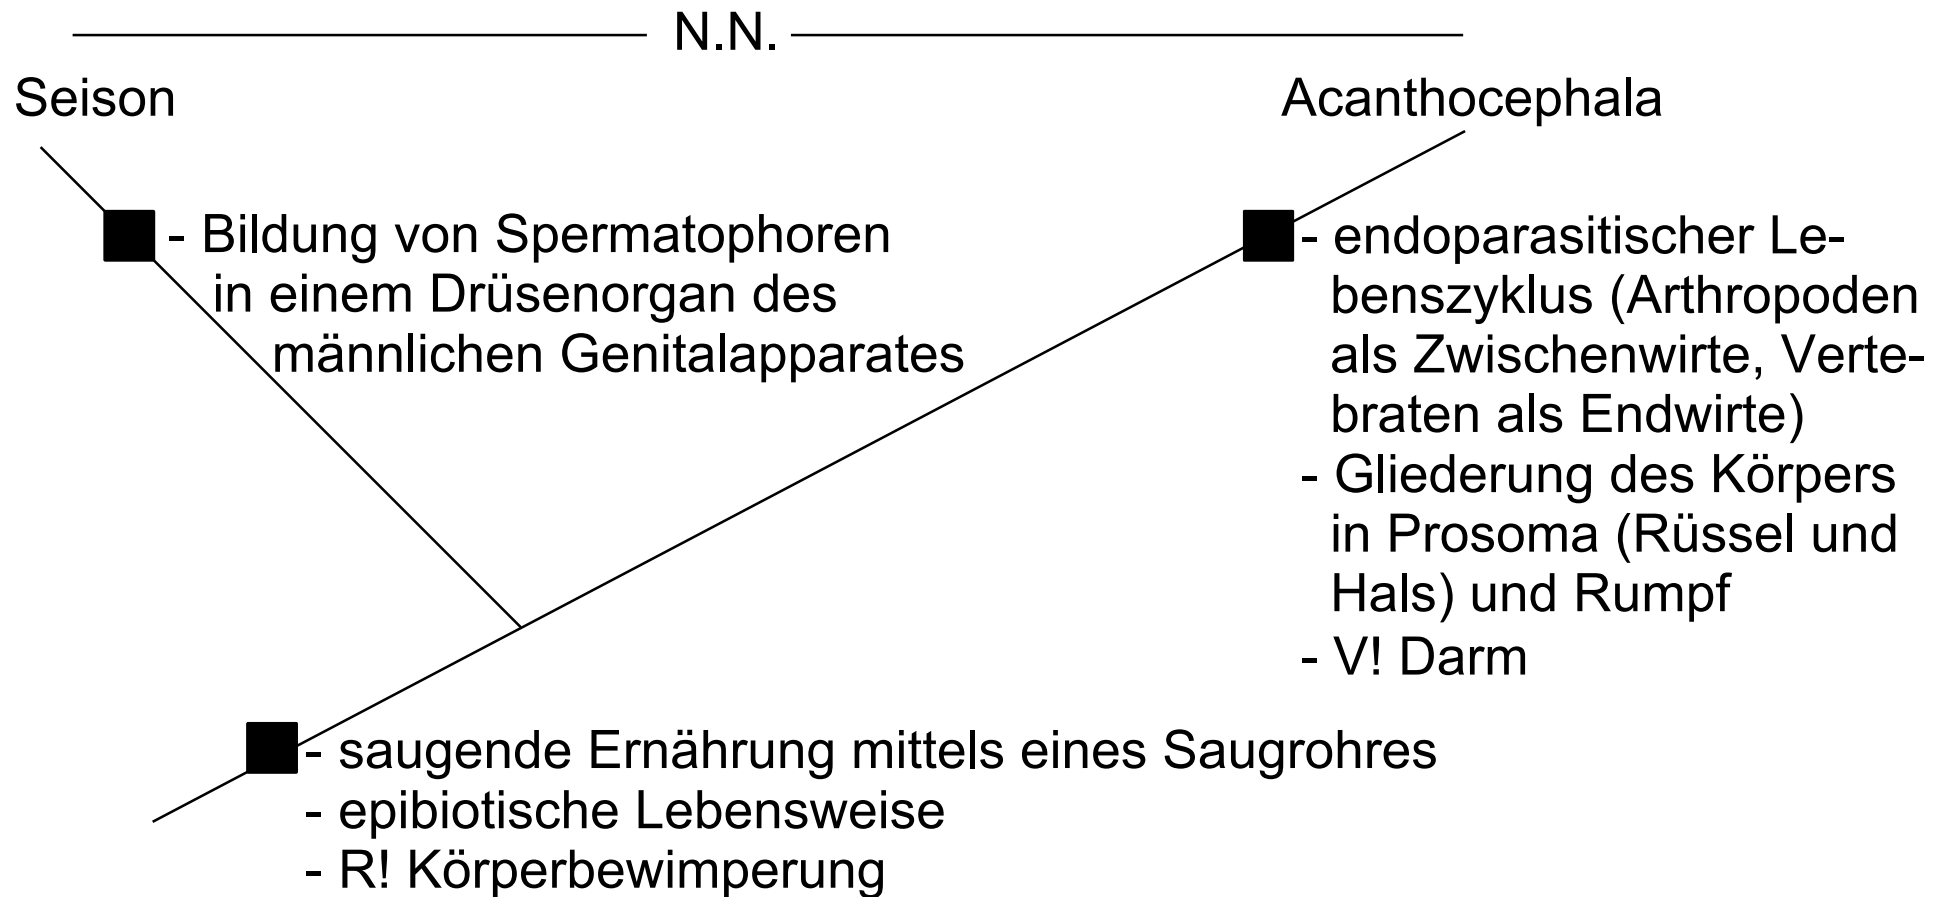 N.N.
Seison
Acanthocephala
- Bildung von Spermatophoren
in einem Drüsenorgan des
männlichen Genitalapparates
- endoparasitischer Le-
benszyklus (Arthropoden
als Zwischenwirte, Verte-
braten als Endwirte)
- Gliederung des Körpers
in Prosoma (Rüssel und
Hals) und Rumpf
- V! Darm
- saugende Ernährung mittels eines Saugrohres
- epibiotische Lebensweise
- R! Körperbewimperung